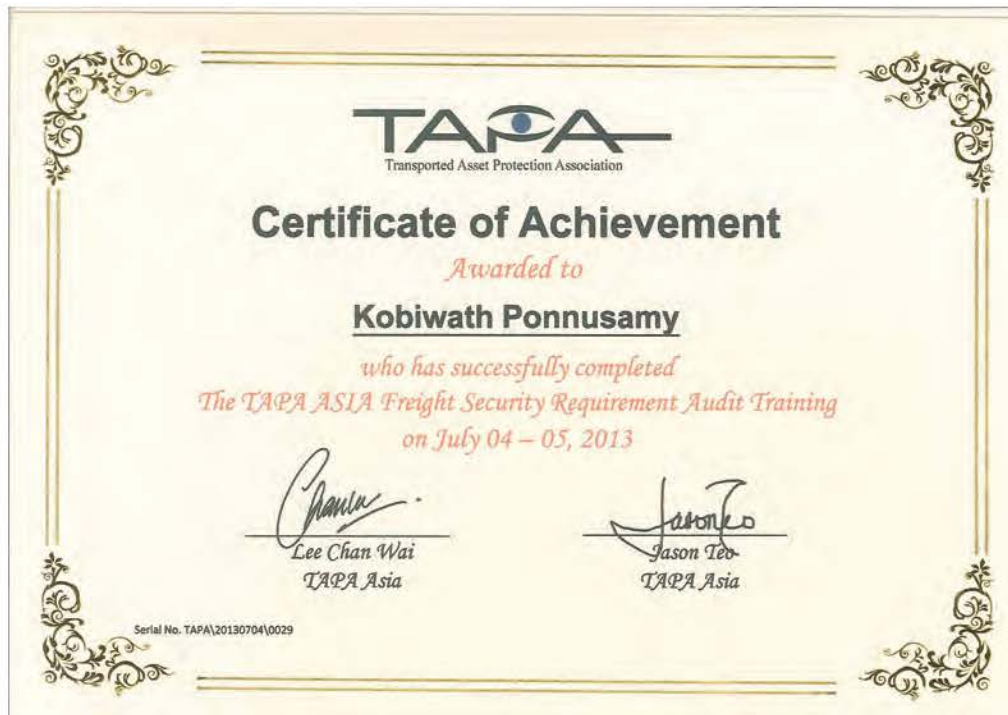 TAPA
Transported Asset Protection Association
Certificate of Achievement
Awarded to
Kobiwath Ponnusamy
who has successfully completed
The TAPA ASIA Freight Security Requirement Audit Training
on July 04 – 05, 2013
Jason Teo
Lee Chan Wai
Jason Teo
TAPA Asia
TAPA Asia
Serial No. TAPA\20130704\0029